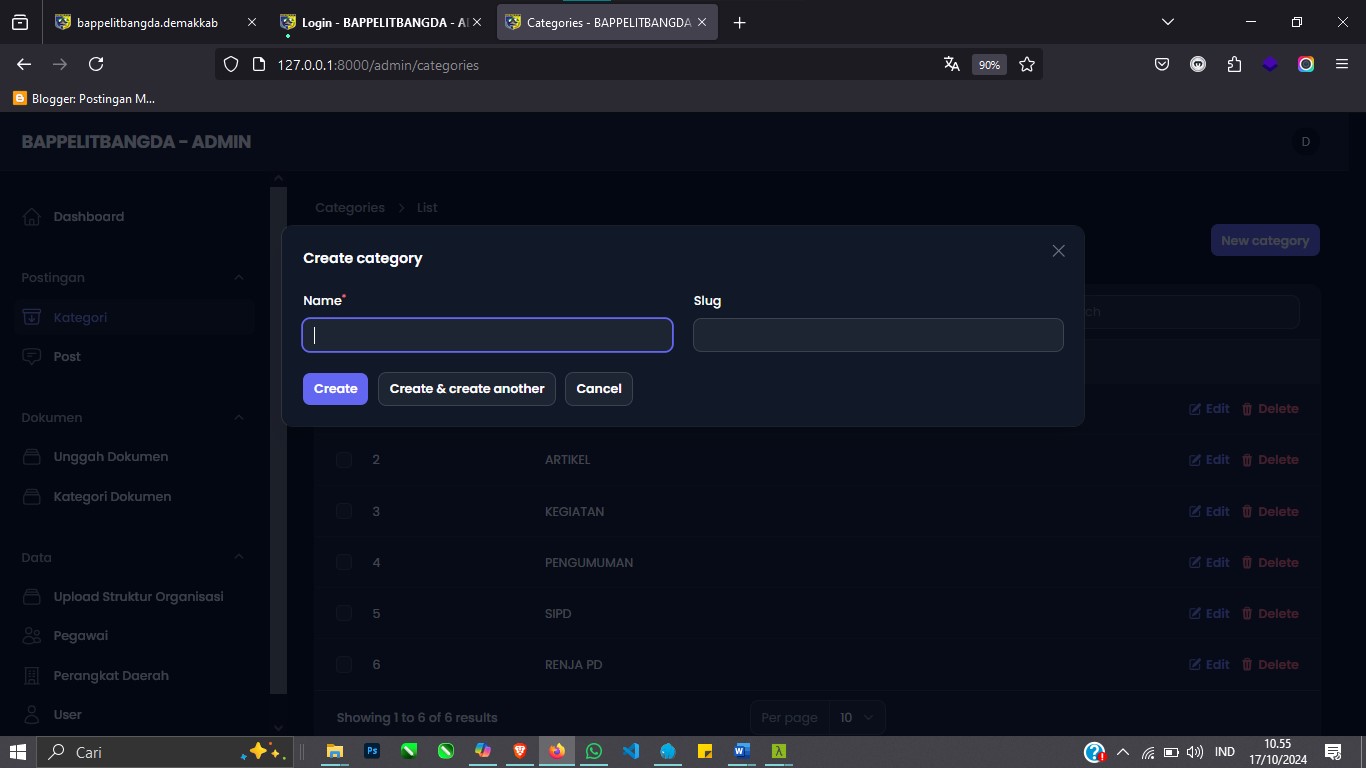 bappelitbangda.demakkab
Login - BAPPELITBANGDA - A
Categories - BAPPELITBANGDA
127.0.0.1:8000/admin/categories
90%
Blogger: Postingan M...
BAPPELITBANGDA - ADMIN
D
Dashboard
Postingan
Kategori
Post
Dokumen
Unggah Dokumen
Kategori Dokumen
Data
Upload Struktur Organisasi
Pegawai
Perangkat Daerah
User
Categories > List
New category
Create category
Name*
Slug
Create
Create & create another
Cancel
Edit Delete
2 ARTIKEL Edit Delete
3 KEGIATAN Edit Delete
4 PENGUMUMAN Edit Delete
5 SIPD Edit Delete
6 RENJA PD Edit Delete
Showing 1 to 6 of 6 results
Per page 10
Cari
IND
10.55
17/10/2024